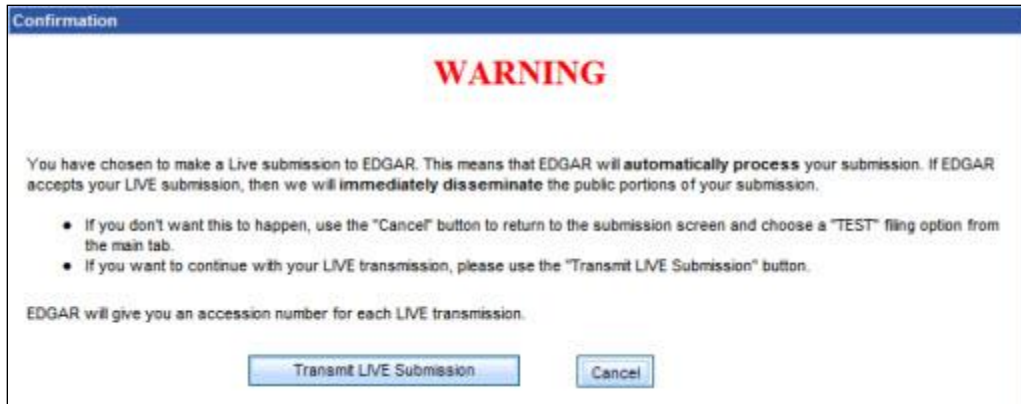 Confirmation
WARNING
You have chosen to make a Live submission to EDGAR. This means that EDGAR will automatically process your submission. If EDGAR
accepts your LIVE submission, then we will immediately disseminate the public portions of your submission.
● If you don't want this to happen, use the "Cancel" button to return to the submission screen and choose a "TEST" filing option from
the main tab.
● If you want to continue with your LIVE transmission, please use the "Transmit LIVE Submission" button.
EDGAR will give you an accession number for each LIVE transmission.
Transmit LIVE Submission Cancel